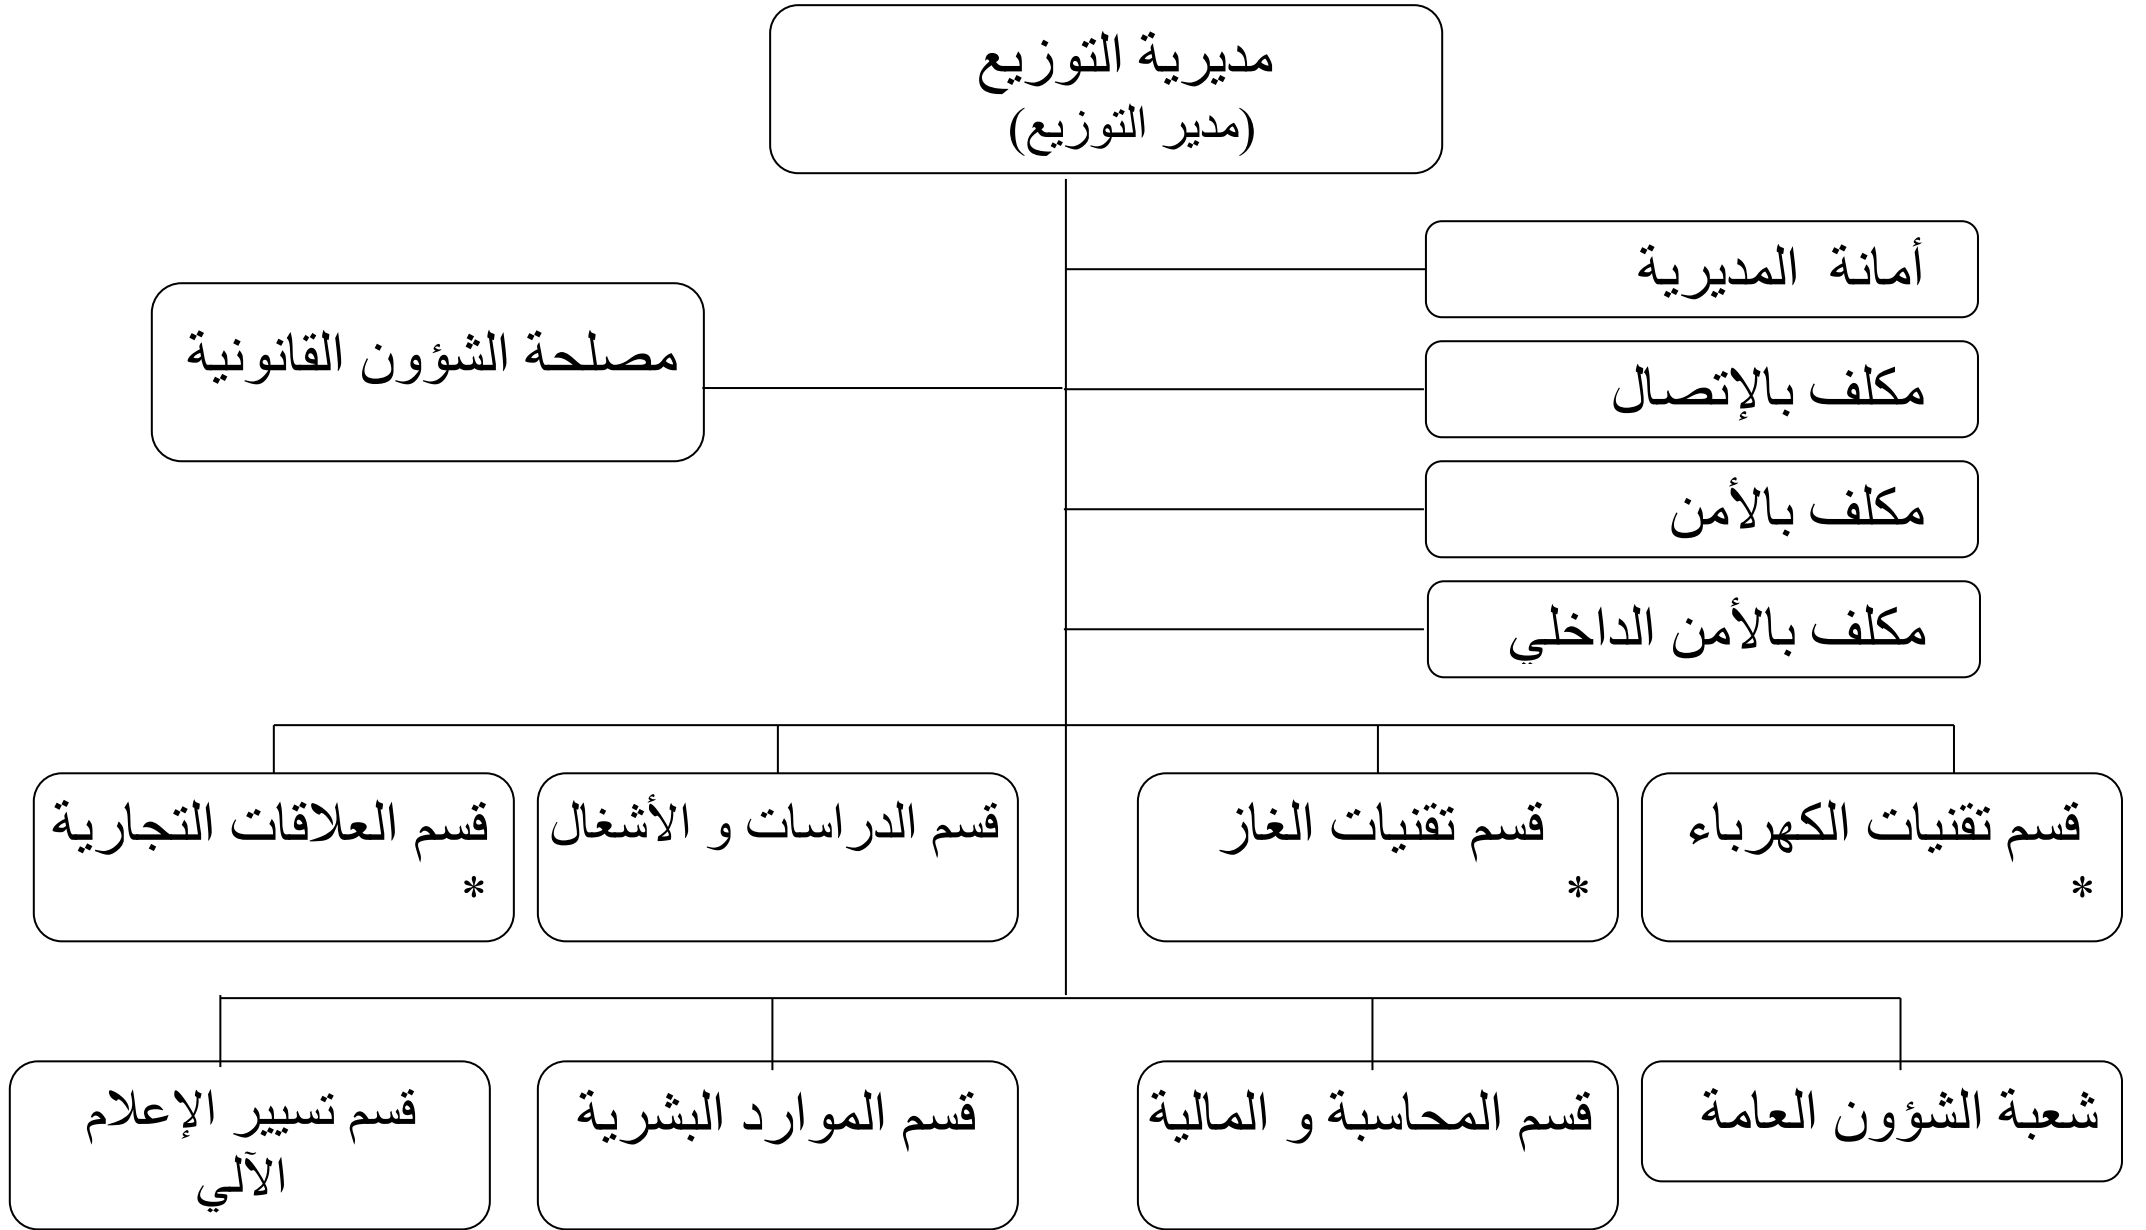 مديرية التوزيع
(مدير التوزيع)
أمانة المديرية
مصلحة الشؤون القانونية
مكلف بالإتصال
مكلف بالأمن
مكلف بالأمن الداخلي
قسم تقنيات الكهرباء
*
قسم تقنيات الغاز
*
قسم الدراسات و الأشغال
قسم العلاقات التجارية
*
شعبة الشؤون العامة
قسم المحاسبة و المالية
قسم الموارد البشرية
قسم تسيير الإعلام
الآلي